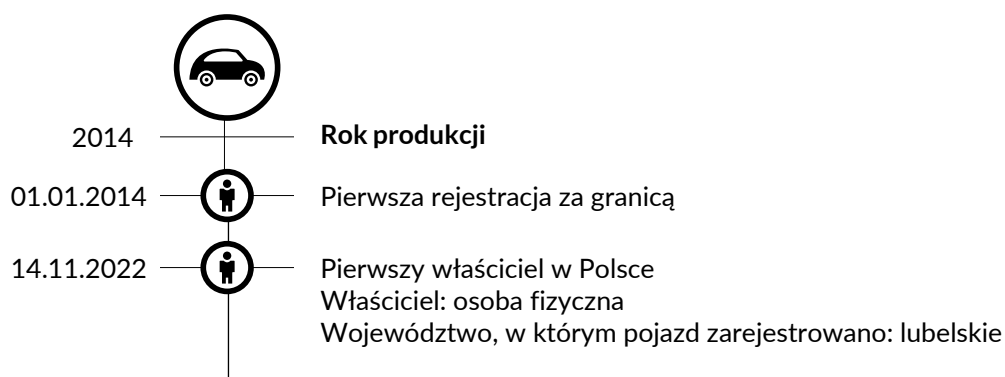 2014 Rok produkcji
01.01.2014 Pierwsza rejestracja za granicą
14.11.2022 Pierwszy właściciel w Polsce
Właściciel: osoba fizyczna
Województwo, w którym pojazd zarejestrowano: lubelskie